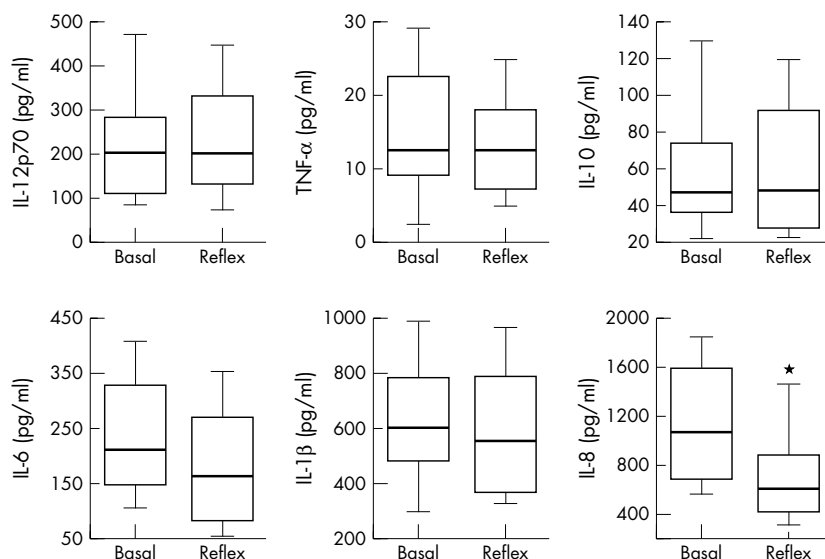 IL-12p70 (pg/ml)
500
400
300
200
100
0
Basal
Reflex
TNF-α (pg/ml)
30
20
10
0
Basal
Reflex
IL-10 (pg/ml)
140
120
100
80
60
40
20
Basal
Reflex
IL-6 (pg/ml)
450
350
250
150
50
Basal
Reflex
IL-1β (pg/ml)
1000
800
600
400
200
Basal
Reflex
IL-8 (pg/ml)
2000
1600
1200
800
400
Basal
Reflex